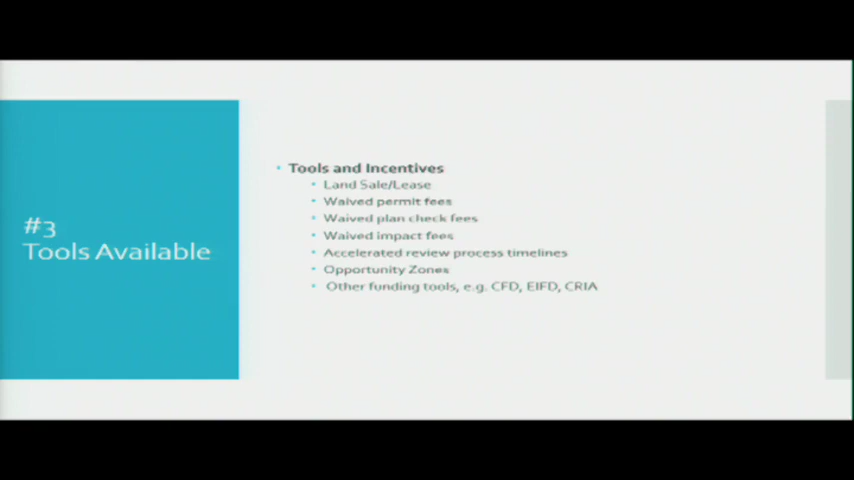 #3
Tools Available
Tools and Incentives
Land Sale/Lease
Waived permit fees
Waived plan check fees
Waived impact fees
Accelerated review process timelines
Opportunity Zones
Other funding tools, e.g. CFD, EIFD, CRIA